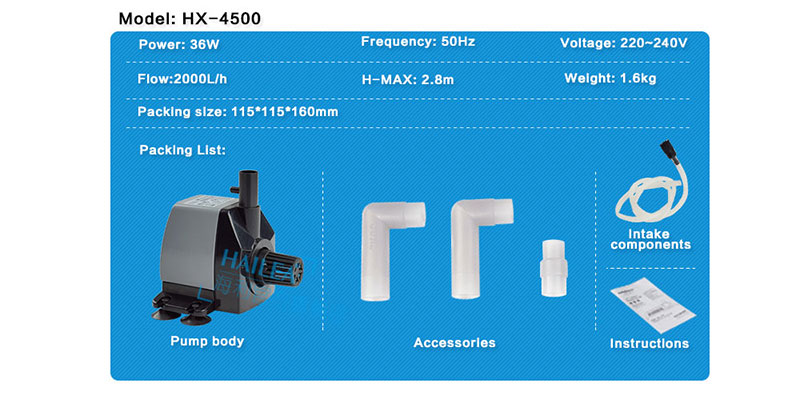 Model: HX-4500
Power: 36W
Frequency: 50Hz
Voltage: 220~240V
Flow:2000L/h
H-MAX: 2.8m
Weight: 1.6kg
Packing size: 115*115*160mm
Packing List:
Intake
components
Pump body
Accessories
Instructions